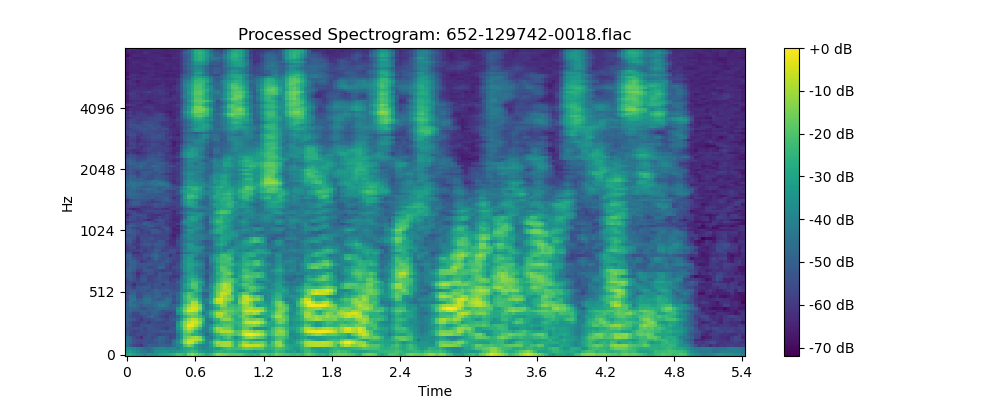 Processed Spectrogram: 652-129742-0018.flac
Hz
4096
2048
1024
512
0
0 0.6 1.2 1.8 2.4 3 3.6 4.2 4.8 5.4
Time
+0 dB
-10 dB
-20 dB
-30 dB
-40 dB
-50 dB
-60 dB
-70 dB